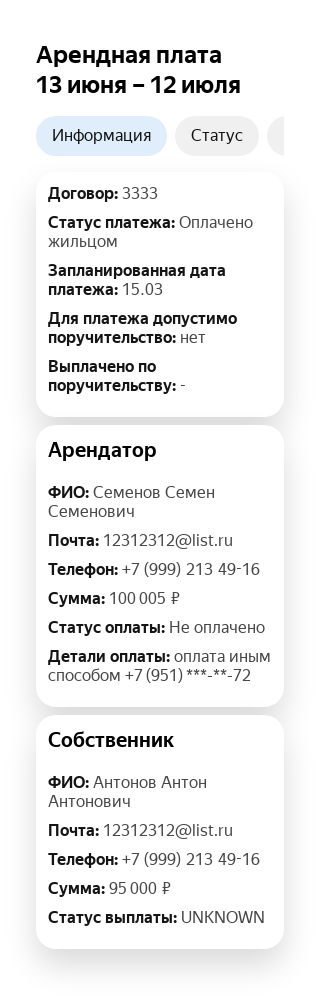 Арендная плата
13 июня – 12 июля
Информация
Статус
Договор: 3333
Статус платежа: Оплачено
жильцом
Запланированная дата
платежа: 15.03
Для платежа допустимо
поручительство: нет
Выплачено по
поручительству: -
Арендатор
ФИО: Семенов Семен
Семенович
Почта: 12312312@list.ru
Телефон: +7 (999) 213 49-16
Сумма: 100 005 ₽
Статус оплаты: Не оплачено
Детали оплаты: оплата иным
способом +7 (951) ***-**-72
Собственник
ФИО: Антонов Антон
Антонович
Почта: 12312312@list.ru
Телефон: +7 (999) 213 49-16
Сумма: 95 000 ₽
Статус выплаты: UNKNOWN